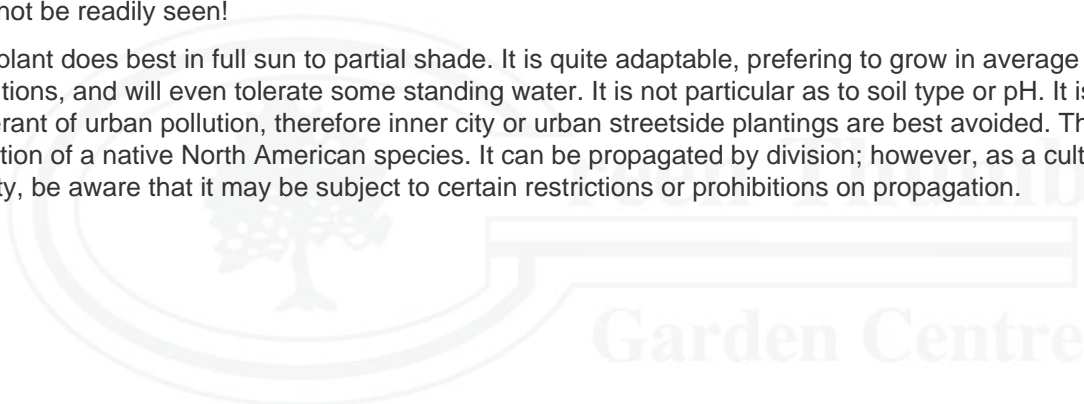 not be readily seen!
plant does best in full sun to partial shade. It is quite adaptable, prefering to grow in average
tions, and will even tolerate some standing water. It is not particular as to soil type or pH. It is
erant of urban pollution, therefore inner city or urban streetside plantings are best avoided. Th
tion of a native North American species. It can be propagated by division; however, as a cult
ty, be aware that it may be subject to certain restrictions or prohibitions on propagation.
reen Thumb
Garden Centre